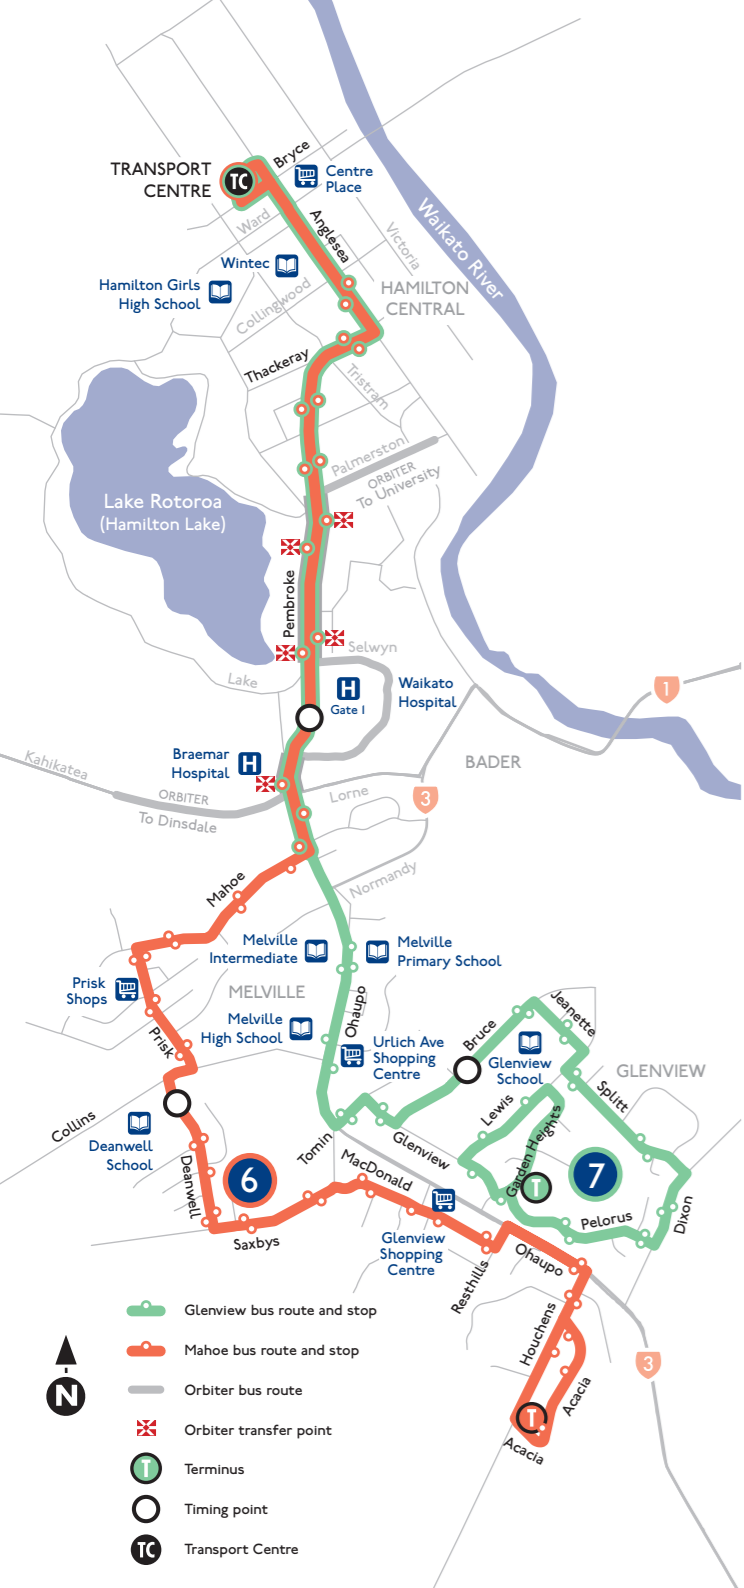 Bryce
TRANSPORT
CENTRE
TC
Centre
Place
Ward
Anglesea
Victoria
Waikato River
Wintec
Hamilton Girls
High School
Collingwood
HAMILTON
CENTRAL
Thackeray
Tristram
Palmerston
ORBITER
To University
Lake Rotoroa
(Hamilton Lake)
Pembroke
Selwyn
Lake
H
Gate 1
Waikato
Hospital
1
Braemar
Hospital
H
BADER
Kahikatea
ORBITER
To Dinsdale
Lorne
3
Normandy
Mahoe
Melville
Intermediate
Melville
Primary School
Prisk
Shops
MELVILLE
Ohaupo
Melville
High School
Prisk
Urlich Ave
Shopping
Centre
Bruce
Jeanette
Glenview
School
GLENVIEW
Splitt
Lewis
Collins
Deanwell
School
Tomin
Glenview
Garden Heights
MacDonald
Deanwell
6
7
T
Dixon
Pelorus
Saxbys
Glenview
Shopping
Centre
Ohaupo
Resthills
Houchens
3
Acacia
T
Acacia
Glenview bus route and stop
Mahoe bus route and stop
Orbiter bus route
Orbiter transfer point
T
Terminus
Timing point
TC
Transport Centre
N